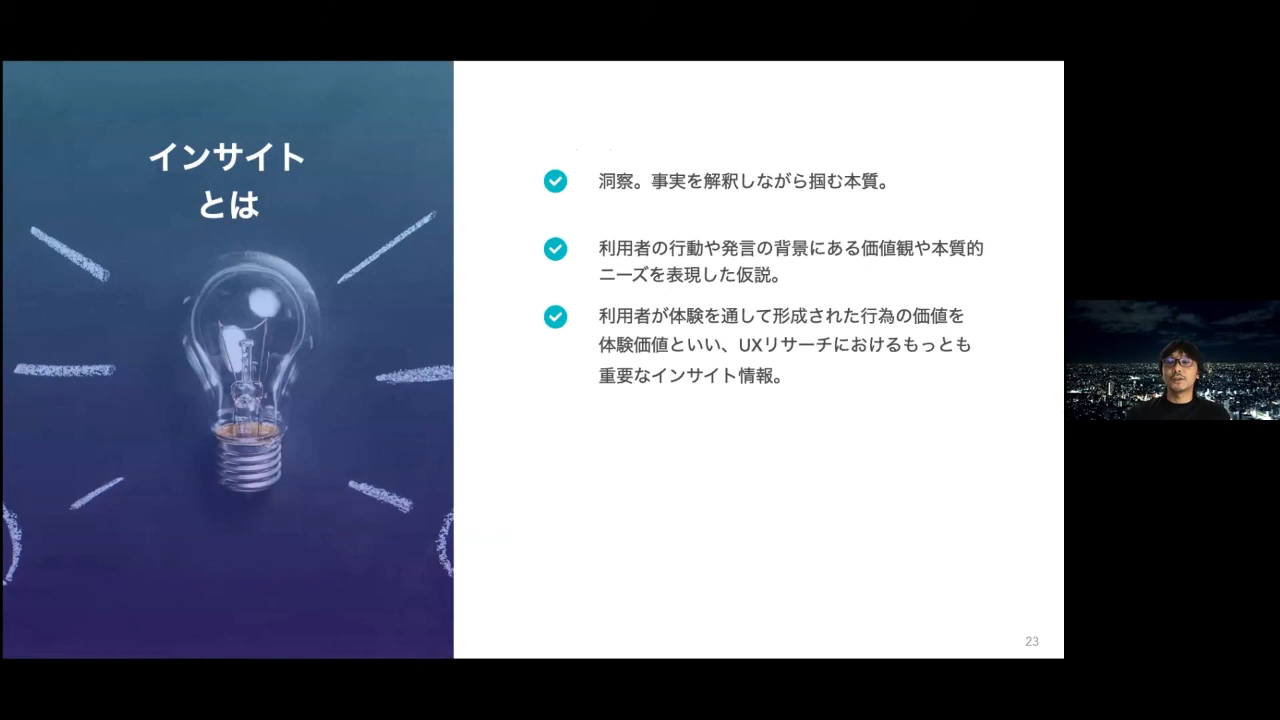 インサイト
とは
洞察。事実を解釈しながら掴む本質。
利用者の行動や発言の背景にある価値観や本質的
ニーズを表現した仮説。
利用者が体験を通して形成された行為の価値を
体験価値といい、UXリサーチにおけるもっとも
重要なインサイト情報。
23